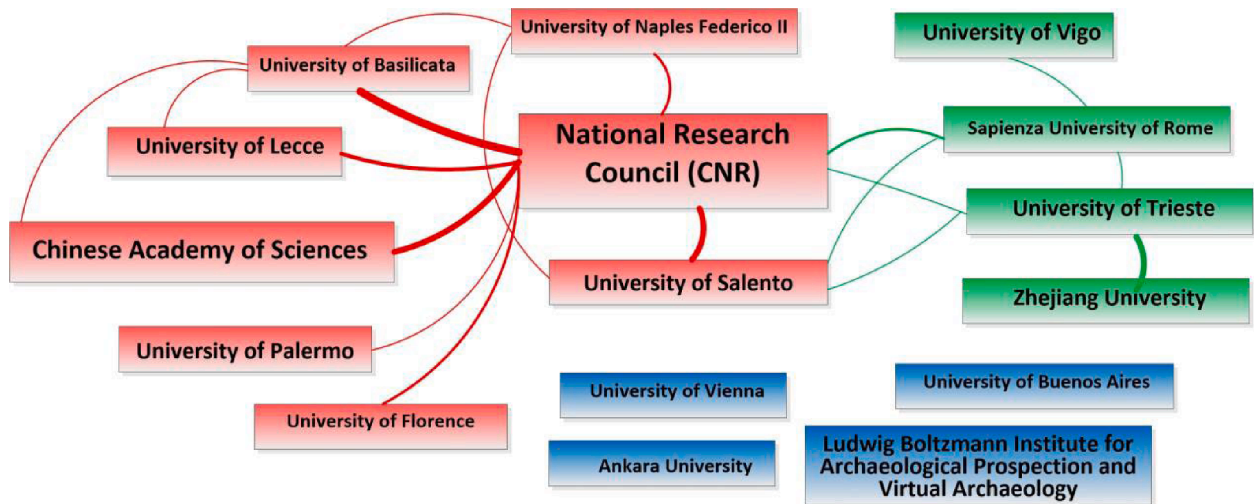 University of Naples Federico II
University of Vigo
University of Basilicata
University of Lecce
National Research
Council (CNR)
Sapienza University of Rome
University of Trieste
Chinese Academy of Sciences
University of Salento
Zhejiang University
University of Palermo
University of Florence
University of Vienna
University of Buenos Aires
Ankara University
Ludwig Boltzmann Institute for
Archaeological Prospection and
Virtual Archaeology